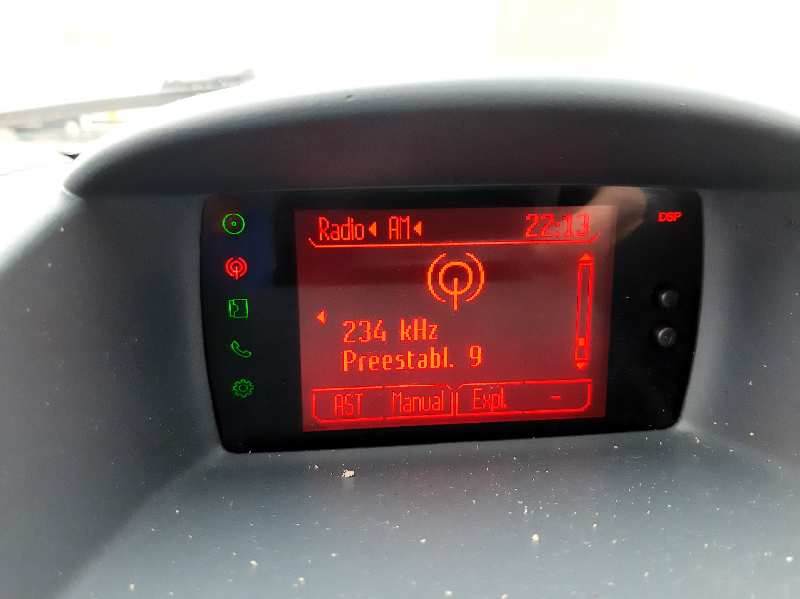 Radio AM 22:13
DSP
234 kHz
Preestabl. 9
AST Manual Expl. -